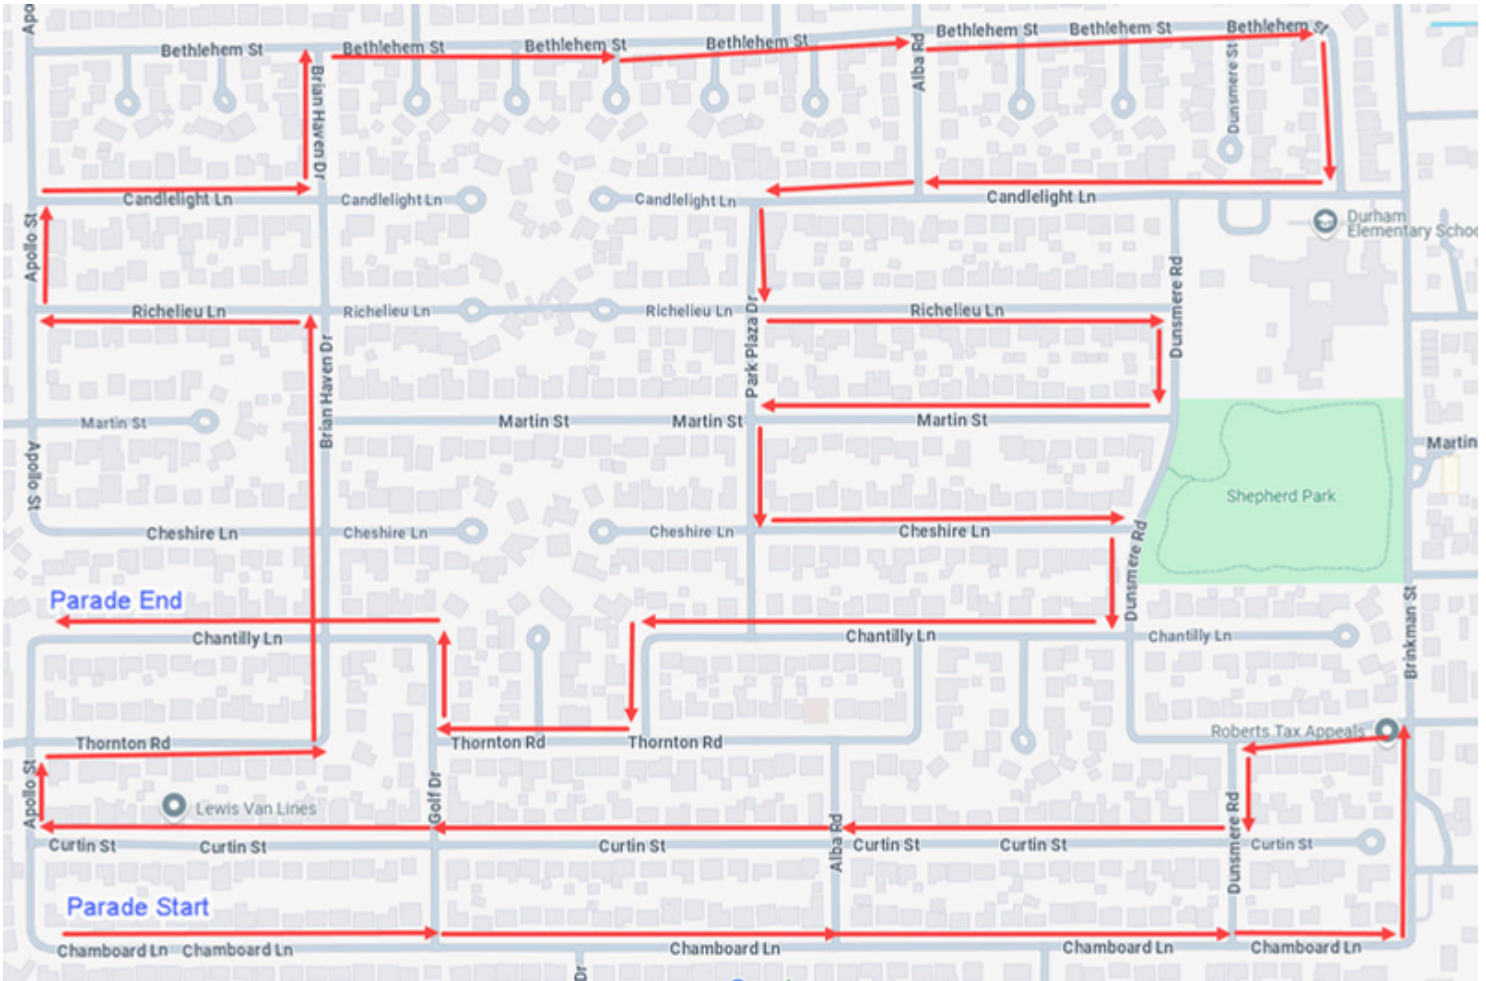 Apo
Bethlehem St
Bethlehem St
Bethlehem St
Bethlehem St
Bethlehem St
Bethlehem St
Bethlehem St
Brian Haven Dr
Alba Rd
Dunsmere St
Candlelight Ln
Candlelight Ln
Candlelight Ln
Candlelight Ln
Apollo St
Durham
Elementary Schoo
Richelieu Ln
Richelieu Ln
Richelieu Ln
Richelieu Ln
Dunsmere Rd
Park Plaza Dr
Brian Haven Dr
Martin St
Martin St
Martin St
Martin St
Martin
Apollo St
Shepherd Park
Cheshire Ln
Cheshire Ln
Cheshire Ln
Cheshire Ln
Dunsmere Rd
Parade End
Brinkman St
Chantilly Ln
Chantilly Ln
Chantilly Ln
Thornton Rd
Thornton Rd
Thornton Rd
Roberts Tax Appeals
Apollo St
Lewis Van Lines
Golf Dr
Alba Rd
Dunsmere Rd
Curtin St
Curtin St
Curtin St
Curtin St
Curtin St
Curtin St
Parade Start
Chamboard Ln
Chamboard Ln
Chamboard Ln
Chamboard Ln
Chamboard Ln
Dr